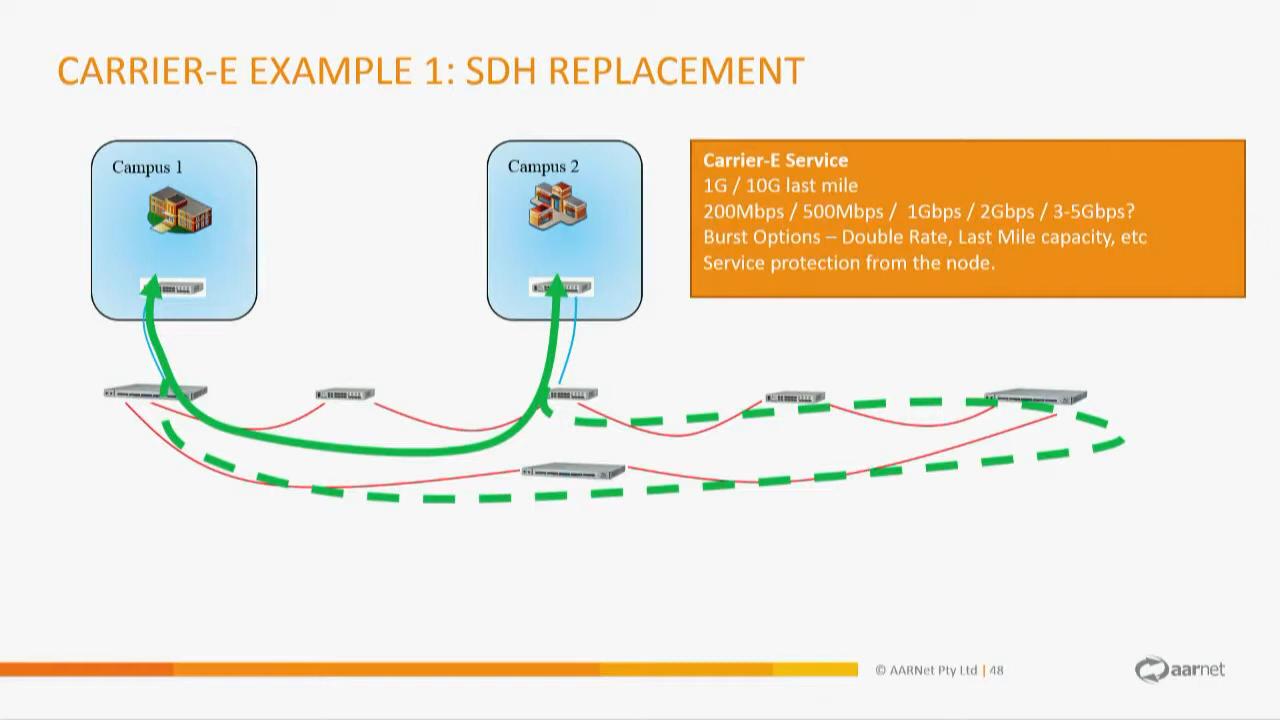 CARRIER-E EXAMPLE 1: SDH REPLACEMENT
Campus 1
Campus 2
Carrier-E Service
1G / 10G last mile
200Mbps / 500Mbps / 1Gbps / 2Gbps / 3-5Gbps?
Burst Options – Double Rate, Last Mile capacity, etc
Service protection from the node.
© AARNet Pty Ltd | 48
aarnet